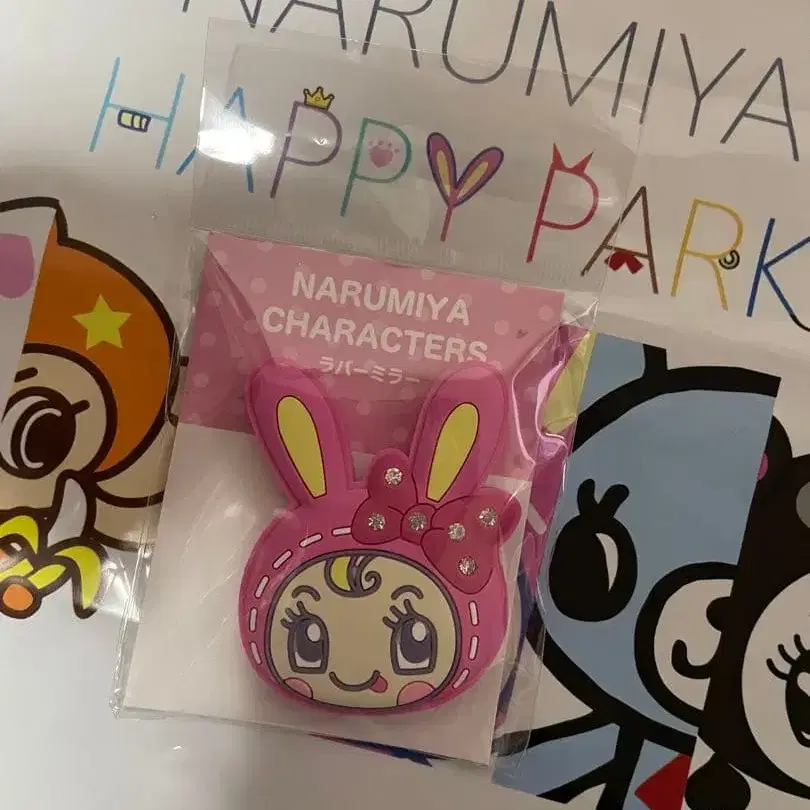 NARUMIYA
HAPPY PARK
NARUMIYA
CHARACTERS
ラバーミラー